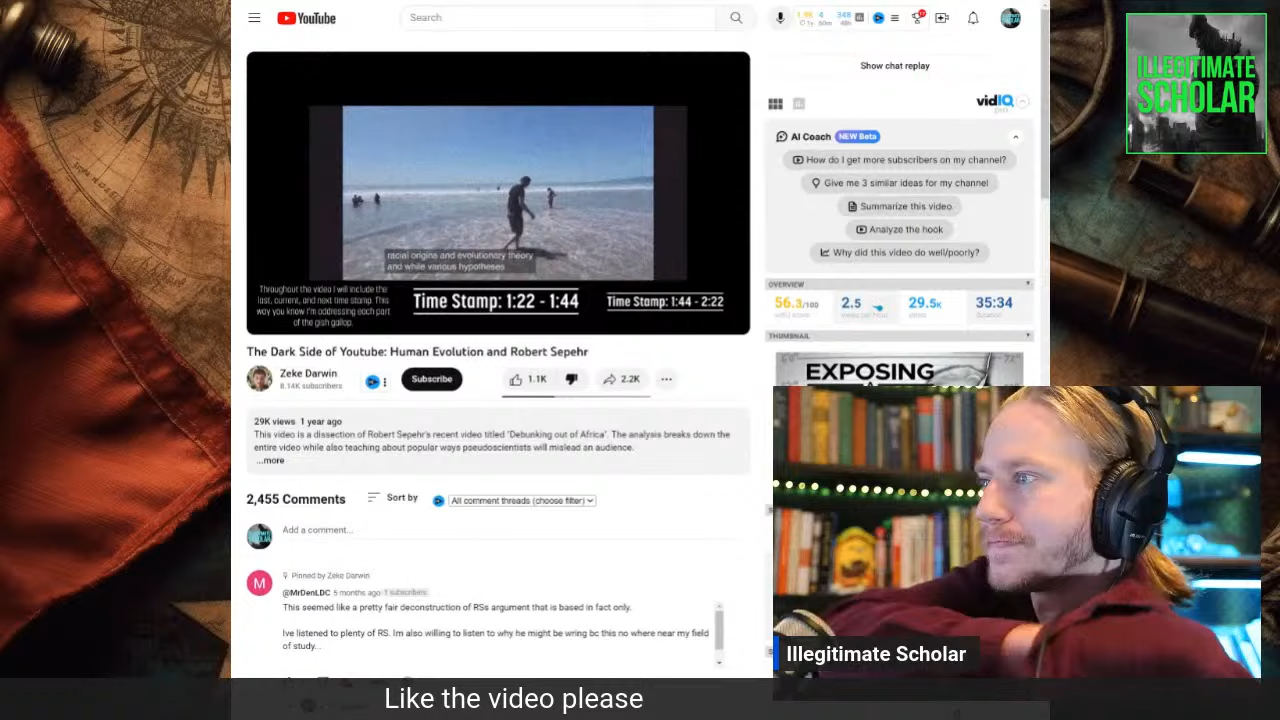 YouTube
Search
Show chat replay
vidIQ
AI Coach NEW Beta
How do I get more subscribers on my channel?
Give me 3 similar ideas for my channel
Summarize this video
Analyze the hook
Why did this video do well/poorly?
OVERVIEW
56.3/100
2.5
29.5K
35:34
THUMBNAIL
EXPOSING
racial origins and evolutionary theory
and while various hypotheses
Throughout the video I will include the
last, current, and next time stamp. This
way you know I'm addressing each part
of the gish gallop.
Time Stamp: 1:22 - 1:44
Time Stamp: 1:44 - 2:22
The Dark Side of Youtube: Human Evolution and Robert Sepehr
Zeke Darwin
8.14K subscribers
Subscribe
1.1K
2.2K
29K views 1 year ago
This video is a dissection of Robert Sepehr's recent video titled 'Debunking out of Africa'. The analysis breaks down the
entire video while also teaching about popular ways pseudoscientists will mislead an audience.
...more
2,455 Comments
Sort by
All comment threads (choose filter)
Add a comment...
Pinned by Zeke Darwin
M
@MrDenLDC 5 months ago 1 subscribers
This seemed like a pretty fair deconstruction of RSs argument that is based in fact only.
Ive listened to plenty of RS. Im also willing to listen to why he might be wring bc this no where near my field
of study...
ILLEGITIMATE
SCHOLAR
Illegitimate Scholar
Like the video please